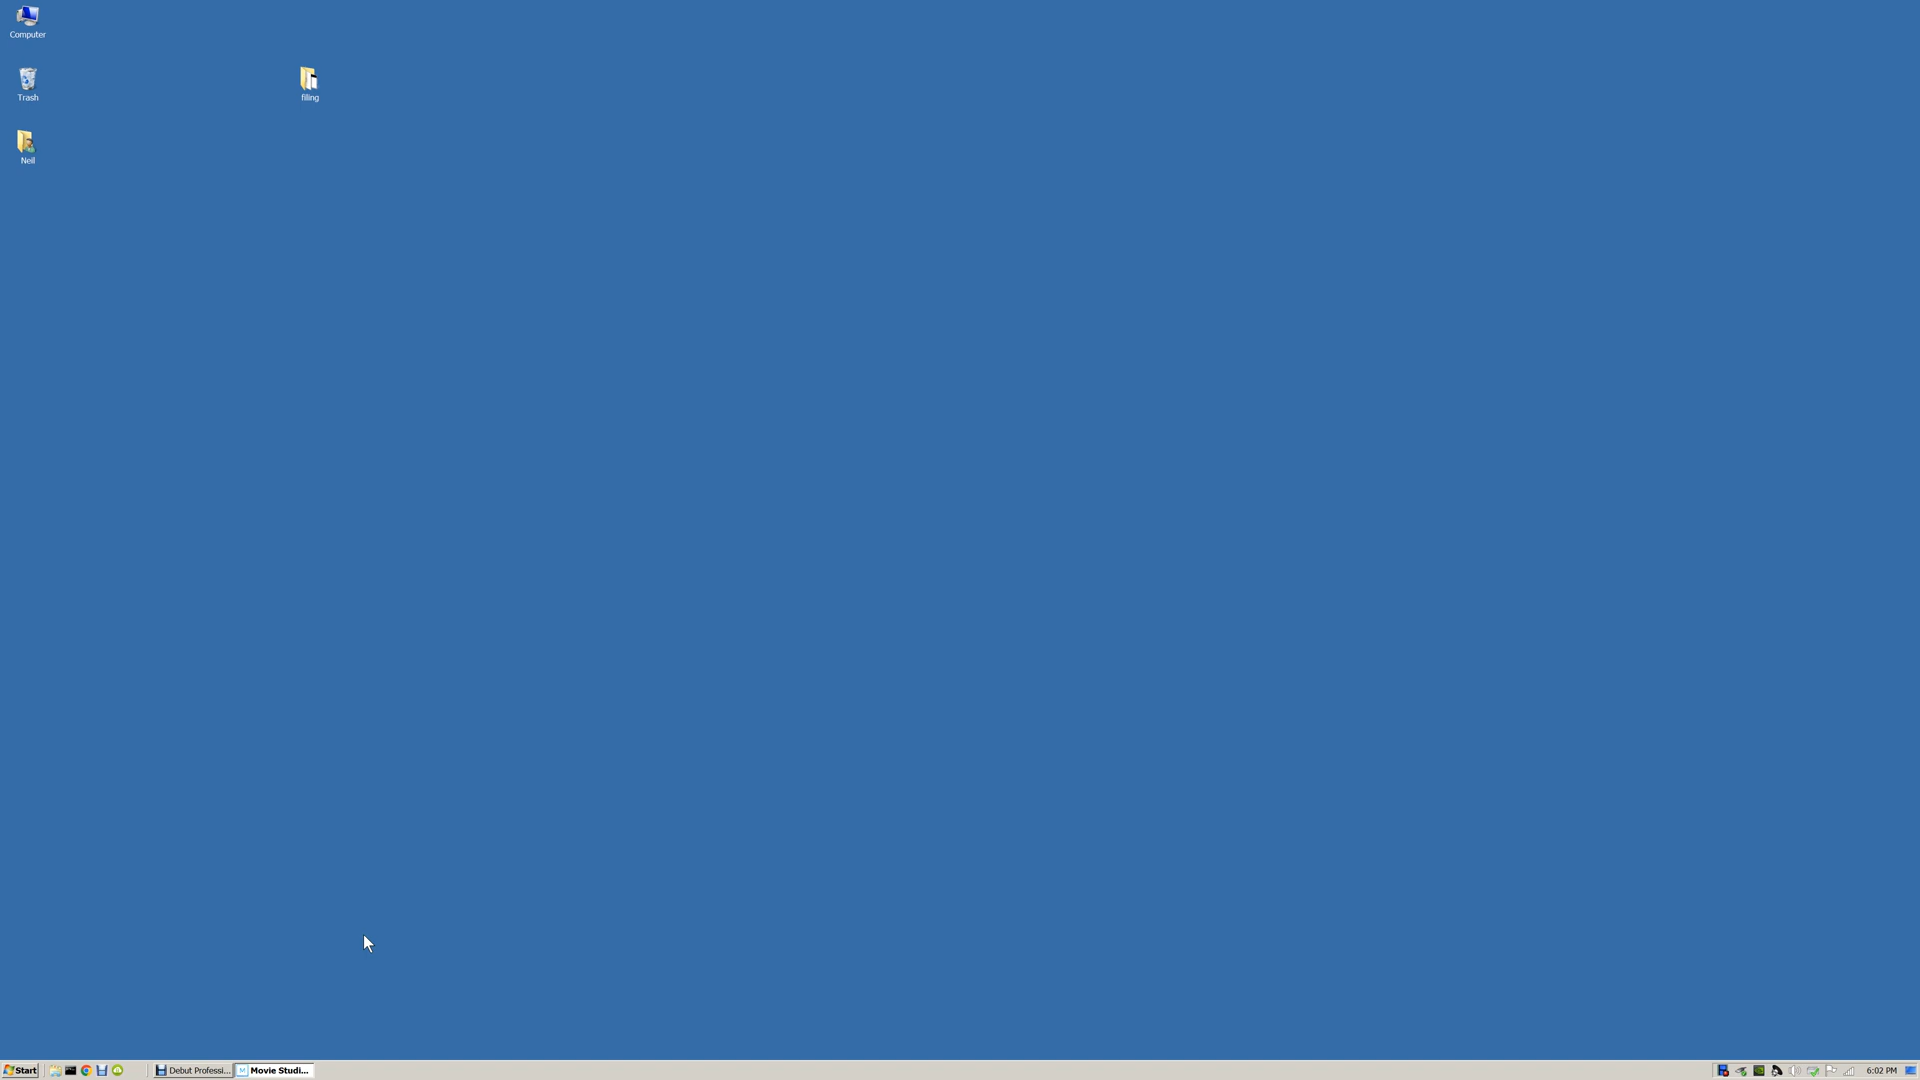 Computer
Trash
filing
Neil
Start
Debut Professi...
Movie Studi...
6:02 PM